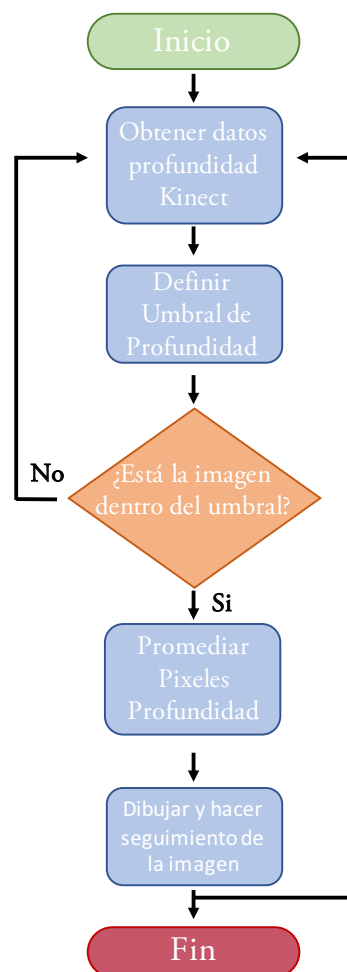 Inicio
Obtener datos
profundidad
Kinect
Definir
Umbral de
Profundidad
¿Está la imagen
dentro del umbral?
No
Si
Promediar
Pixeles
Profundidad
Dibujar y hacer
seguimiento de
la imagen
Fin